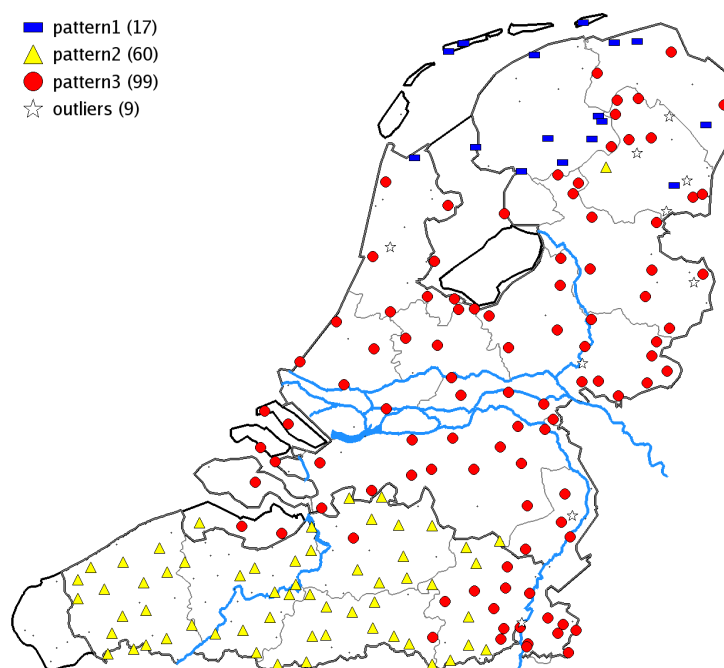 pattern1 (17)
pattern2 (60)
pattern3 (99)
outliers (9)